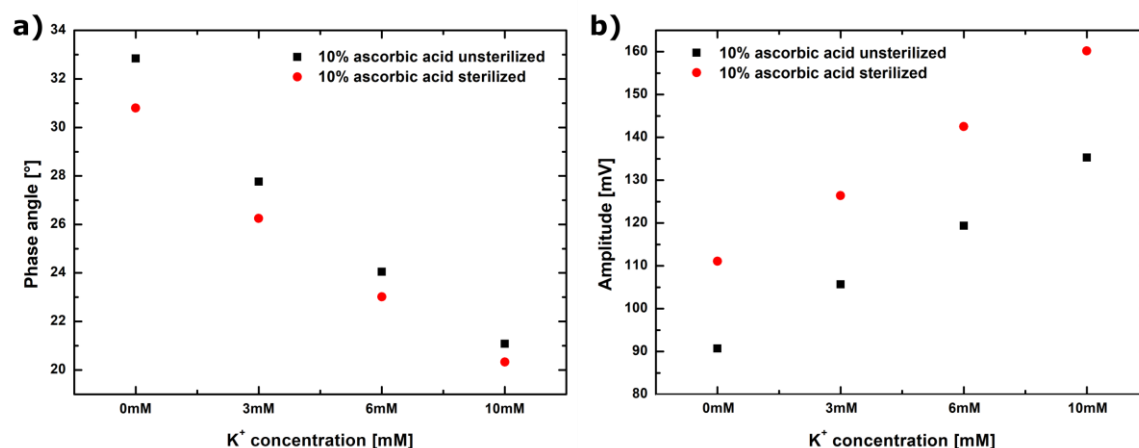 a)
34
32
30
28
26
24
22
20
Phase angle [°]
10% ascorbic acid unsterilized
10% ascorbic acid sterilized
0mM 3mM 6mM 10mM
K⁺ concentration [mM]
b)
160
150
140
130
120
110
100
90
80
Amplitude [mV]
10% ascorbic acid unsterilized
10% ascorbic acid sterilized
0mM 3mM 6mM 10mM
K⁺ concentration [mM]